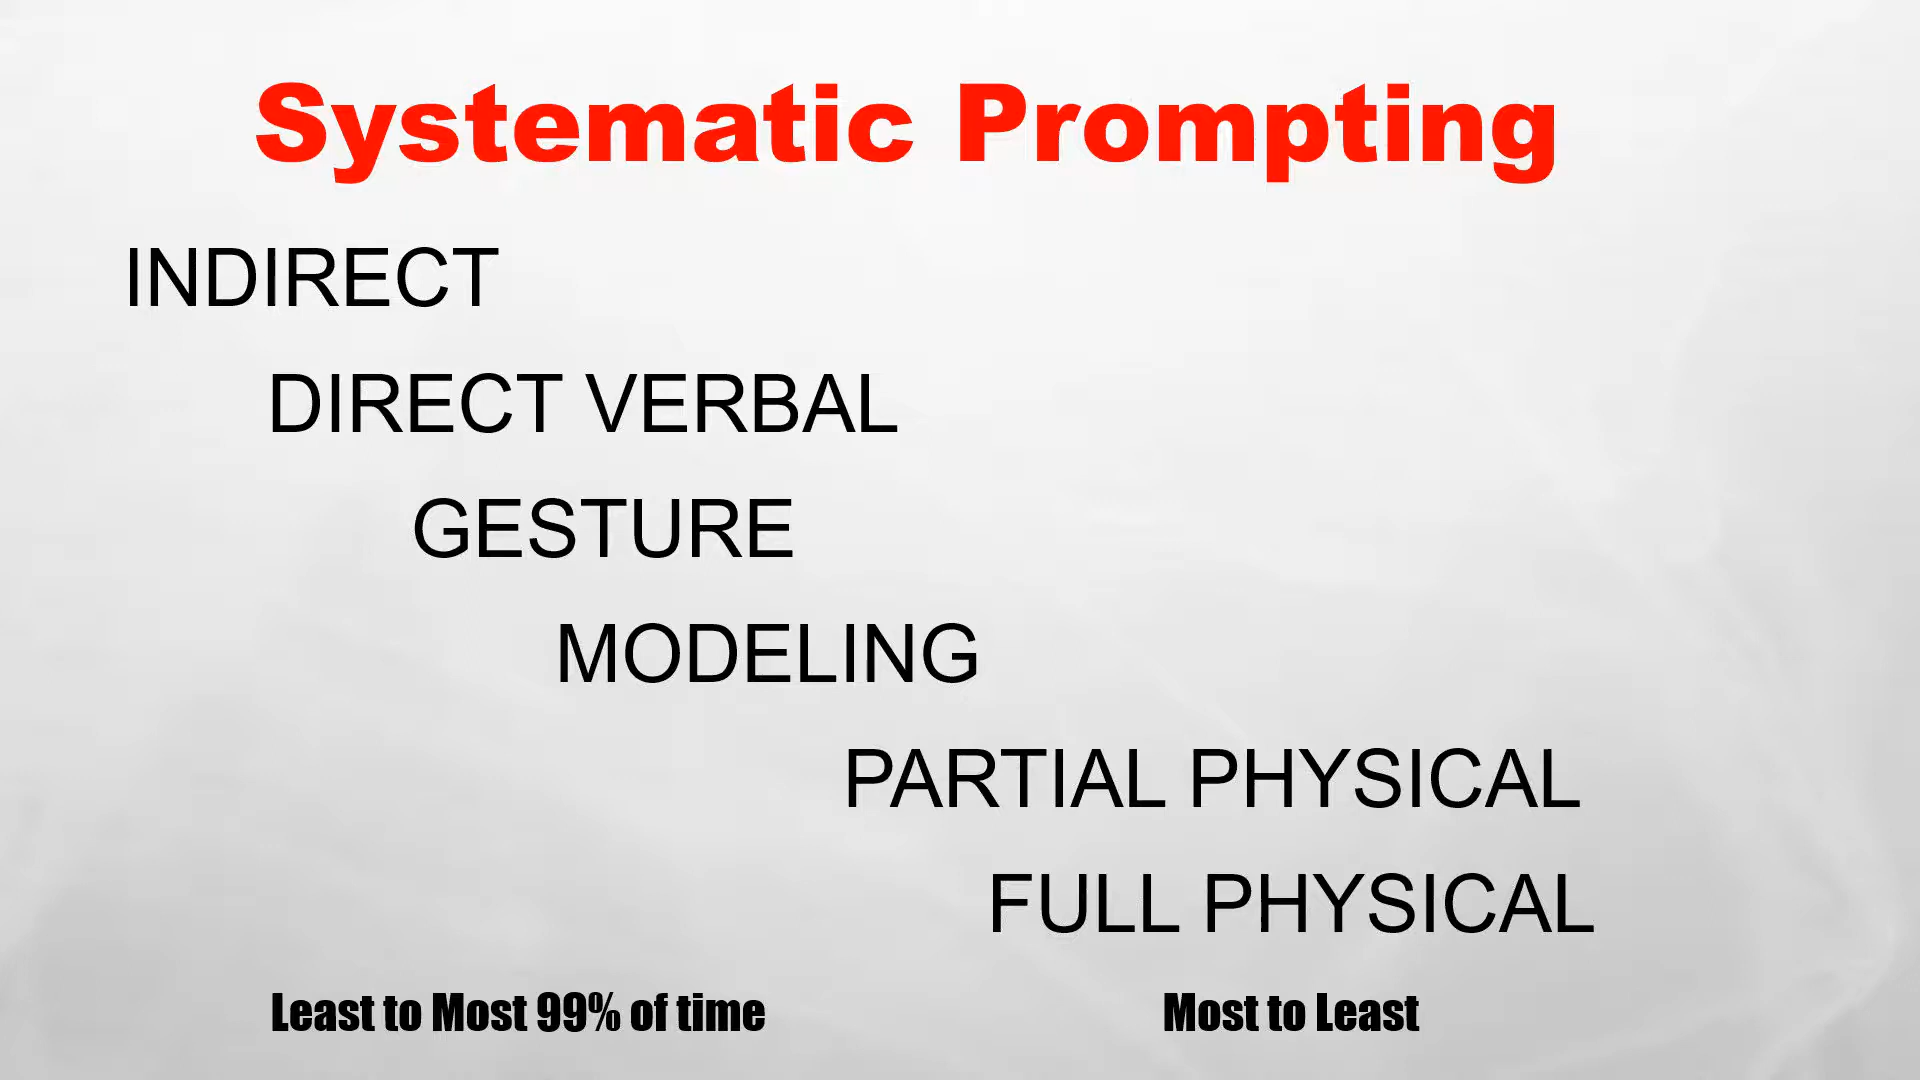 Systematic Prompting
INDIRECT
DIRECT VERBAL
GESTURE
MODELING
PARTIAL PHYSICAL
FULL PHYSICAL
Least to Most 99% of time
Most to Least